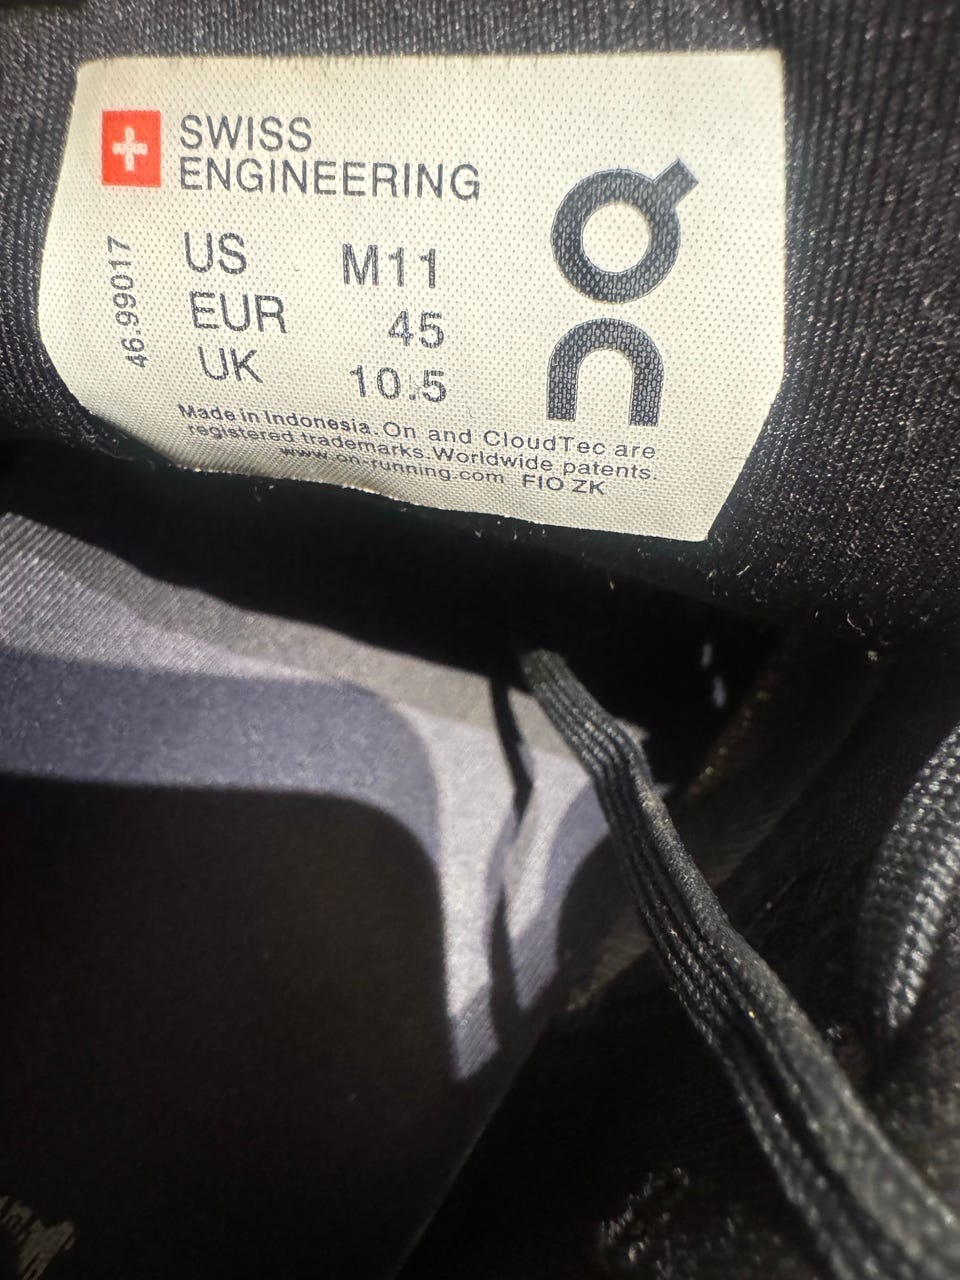 SWISS
ENGINEERING
US M11
EUR 45
UK 10.5
46.99017
Made in Indonesia. On and CloudTec are
registered trademarks. Worldwide patents.
www.on-running.com FIO ZK
On